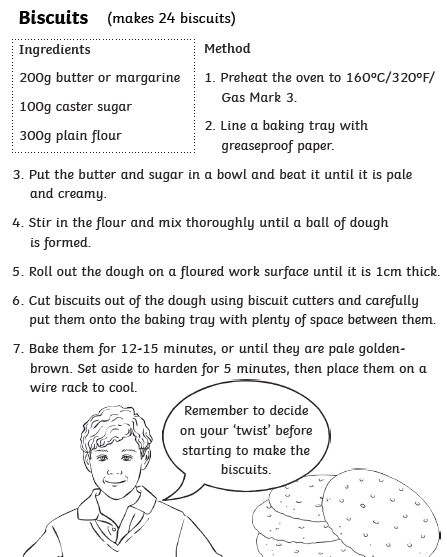 Biscuits (makes 24 biscuits)
Ingredients
200g butter or margarine
100g caster sugar
300g plain flour
Method
1. Preheat the oven to 160ºC/320ºF/
Gas Mark 3.
2. Line a baking tray with
greaseproof paper.
3. Put the butter and sugar in a bowl and beat it until it is pale
and creamy.
4. Stir in the flour and mix thoroughly until a ball of dough
is formed.
5. Roll out the dough on a floured work surface until it is 1cm thick.
6. Cut biscuits out of the dough using biscuit cutters and carefully
put them onto the baking tray with plenty of space between them.
7. Bake them for 12-15 minutes, or until they are pale golden-
brown. Set aside to harden for 5 minutes, then place them on a
wire rack to cool.
Remember to decide
on your ‘twist’ before
starting to make the
biscuits.